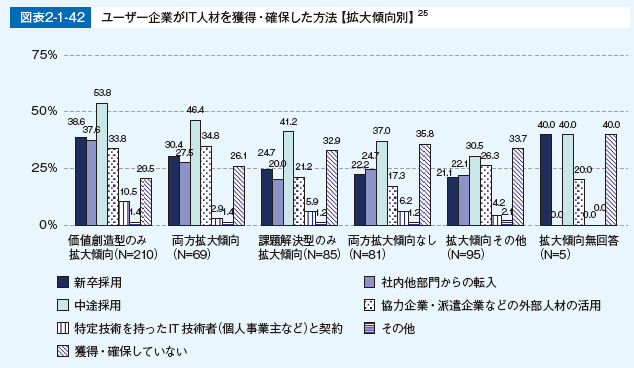 図表2-1-42 ユーザー企業がIT人材を獲得・確保した方法【拡大傾向別】25
75%
50%
25%
0%
38.6 37.6 53.8 33.8 10.5 1.4 20.5
30.4 27.5 46.4 34.8 2.9 1.4 26.1
24.7 20.0 41.2 21.2 5.9 1.2 32.9
22.2 24.7 37.0 17.3 6.2 1.2 35.8
21.1 22.1 30.5 26.3 4.2 2.1 33.7
40.0 0.0 40.0 20.0 0.0 0.0 40.0
価値創造型のみ
拡大傾向(N=210)
両方拡大傾向
(N=69)
課題解決型のみ
拡大傾向(N=85)
両方拡大傾向なし
(N=81)
拡大傾向その他
(N=95)
拡大傾向無回答
(N=5)
新卒採用
社内他部門からの転入
中途採用
協力企業・派遣企業などの外部人材の活用
特定技術を持ったIT技術者(個人事業主など)と契約
その他
獲得・確保していない